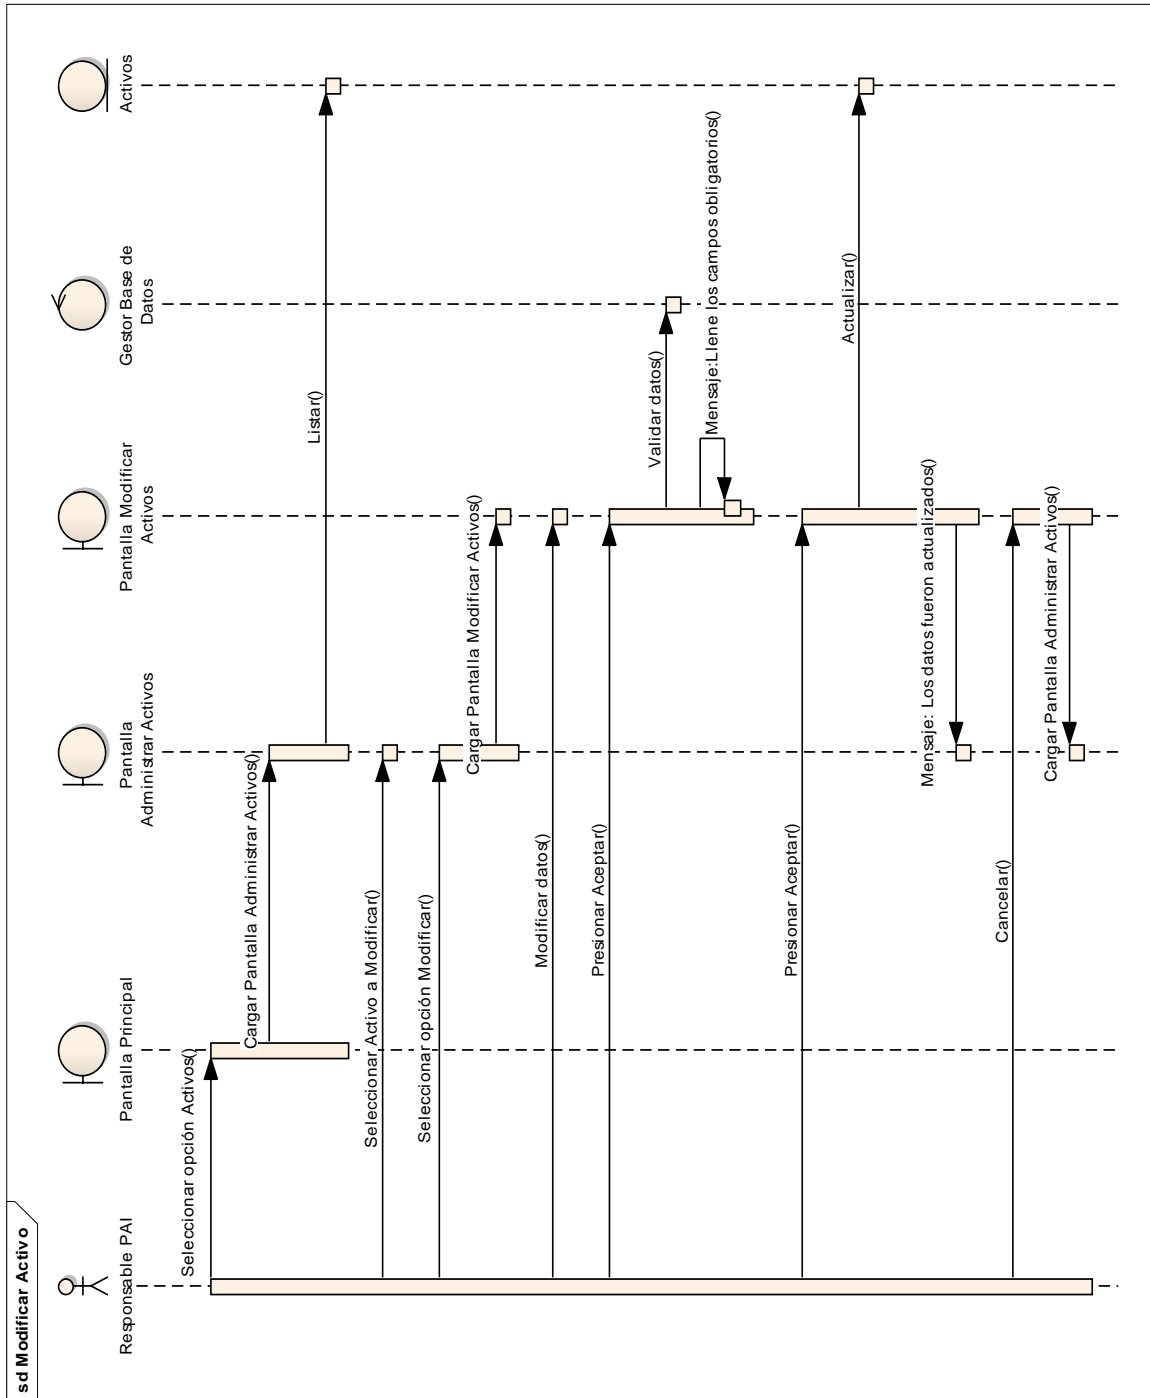 sd Modificar Activo
Responsable PAI
Pantalla Principal
Pantalla
Administrar Activos
Pantalla Modificar
Activos
Gestor Base de
Datos
Activos
Seleccionar opción Activos()
Cargar Pantalla Administrar Activos()
Listar()
Seleccionar Activo a Modificar()
Seleccionar opción Modificar()
Cargar Pantalla Modificar Activos()
Modificar datos()
Presionar Aceptar()
Validar datos()
Mensaje:Llene los campos obligatorios()
Presionar Aceptar()
Actualizar()
Mensaje: Los datos fueron actualizados()
Cancelar()
Cargar Pantalla Administrar Activos()